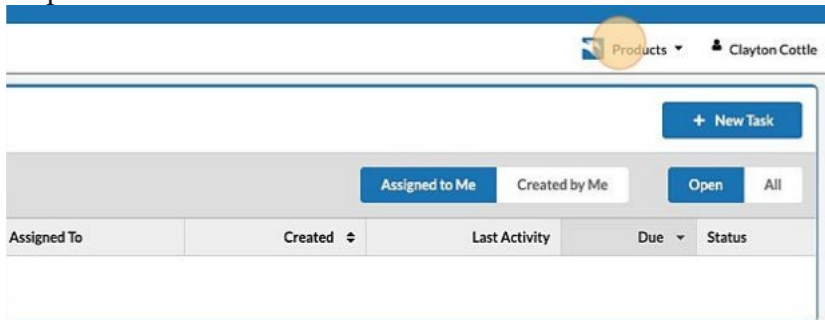 Products Clayton Cottle
+ New Task
Assigned to Me Created by Me Open All
Assigned To Created Last Activity Due Status